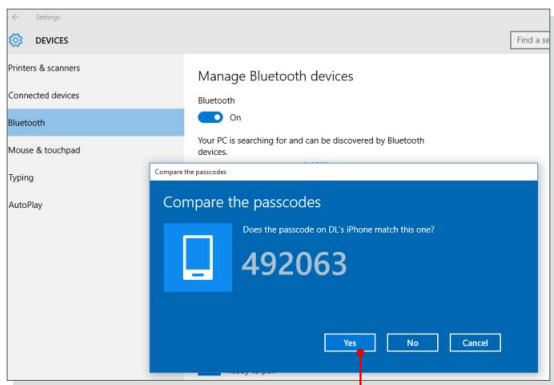 Settings
DEVICES
Find a se
Printers & scanners
Connected devices
Bluetooth
Mouse & touchpad
Typing
AutoPlay
Manage Bluetooth devices
Bluetooth
On
Your PC is searching for and can be discovered by Bluetooth
devices.
Compare the passcodes
Compare the passcodes
Does the passcode on DL's iPhone match this one?
492063
Yes
No
Cancel